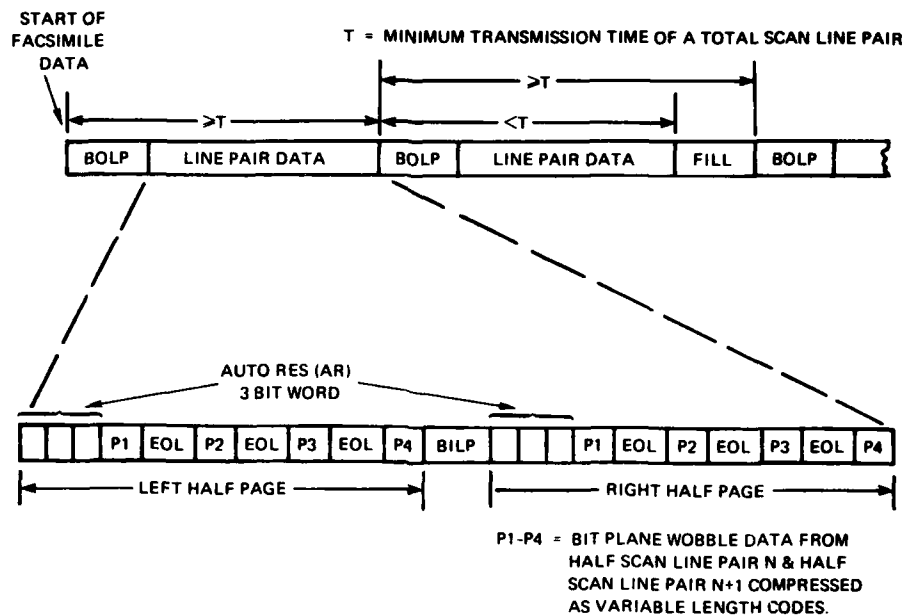 START OF
FACSIMILE
DATA
T = MINIMUM TRANSMISSION TIME OF A TOTAL SCAN LINE PAIR
⩾T
⩾T
<T
BOLP LINE PAIR DATA BOLP LINE PAIR DATA FILL BOLP
AUTO RES (AR)
3 BIT WORD
P1 EOL P2 EOL P3 EOL P4 BILP P1 EOL P2 EOL P3 EOL P4
LEFT HALF PAGE RIGHT HALF PAGE
P1-P4 = BIT PLANE WOBBLE DATA FROM
HALF SCAN LINE PAIR N & HALF
SCAN LINE PAIR N+1 COMPRESSED
AS VARIABLE LENGTH CODES.